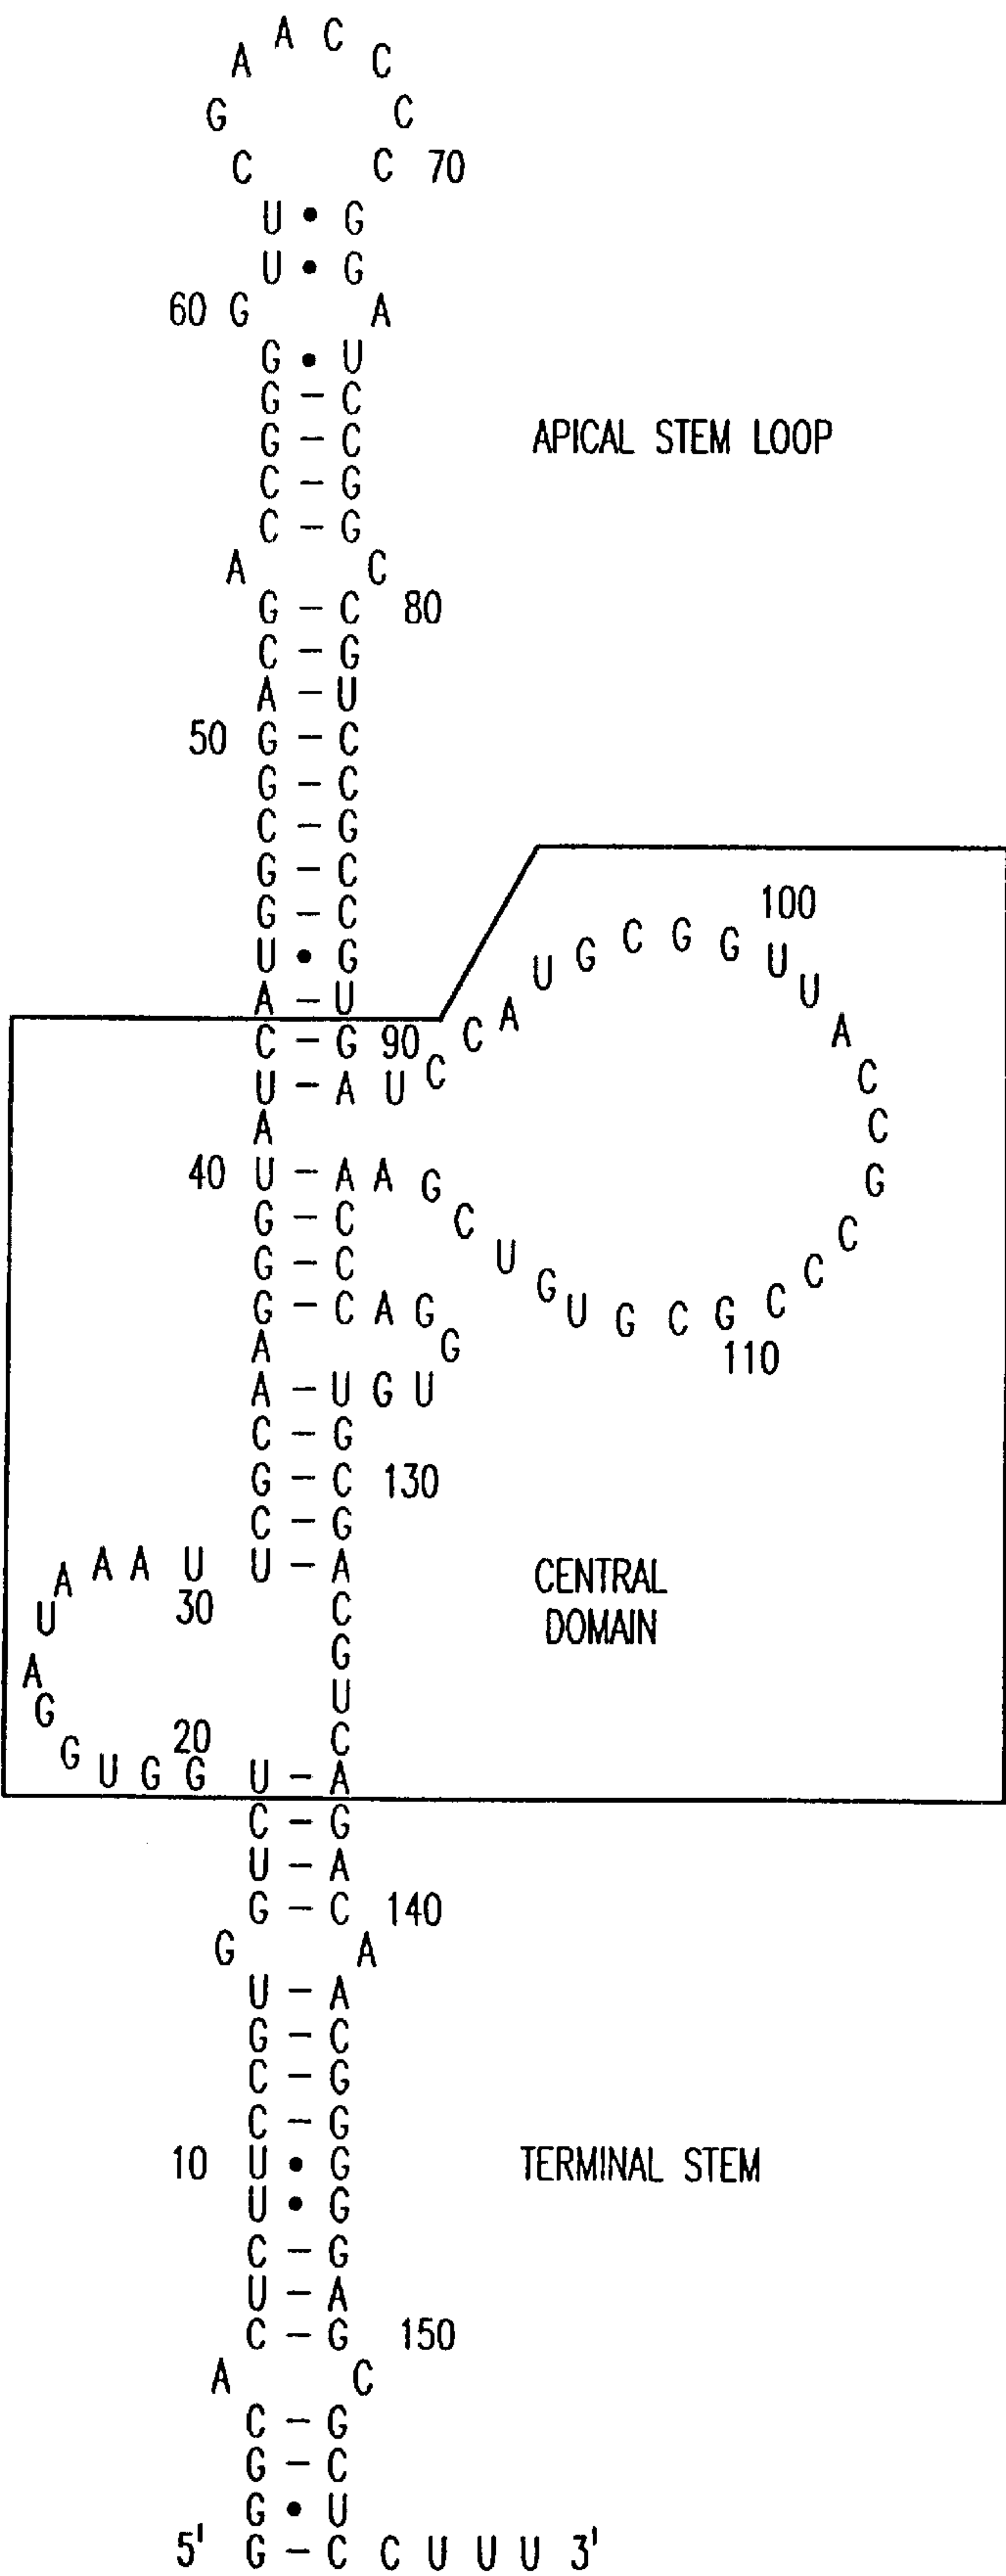 A A C C
G C
C C 70
U • G
U • G
60 G A
G • U
G – C
G – C
C – G
C – G
APICAL STEM LOOP
A C
G – C 80
C – G
A – U
50 G – C
G – C
C – G
G – C
G – C
U • G
A – U
C – G 90
U – A U C C A U G C G G U U A C C G C C C G C G U G U C G A
100
110
A
40 U – A
G – C
G – C
G – C A G G U G
A
A – U
C – G
G – C 130
C – G
U – A
U A A A U A G G U G G
30
20
C
G
U
C
CENTRAL
DOMAIN
U – A
C – G
U – A
G – C 140
G A
U – A
G – C
C – G
C – G
10 U • G
U • G
TERMINAL STEM
C – G
U – A
C – G 150
A C
C – G
G – C
G • U
5' G – C C U U U 3'